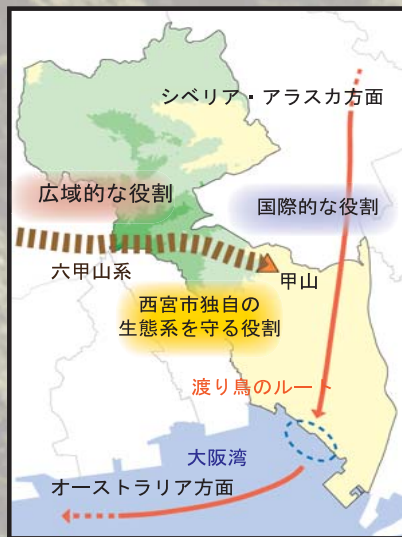 シベリア・アラスカ方面
広域的な役割
国際的な役割
六甲山系
甲山
西宮市独自の
生態系を守る役割
渡り鳥のルート
大阪湾
オーストラリア方面